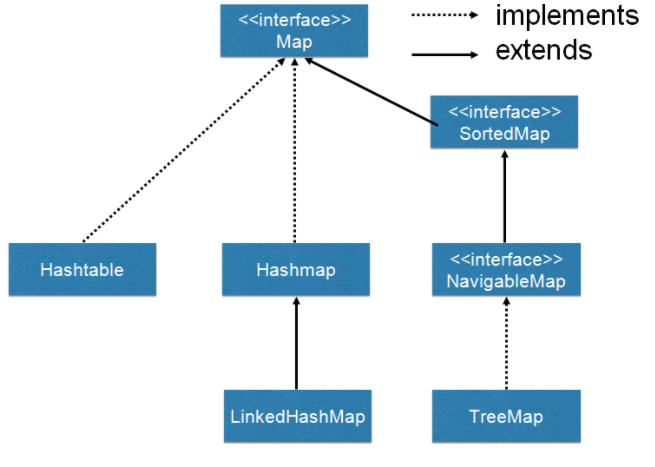 <<interface>>
Map
implements
extends
<<interface>>
SortedMap
Hashtable
Hashmap
<<interface>>
NavigableMap
LinkedHashMap
TreeMap